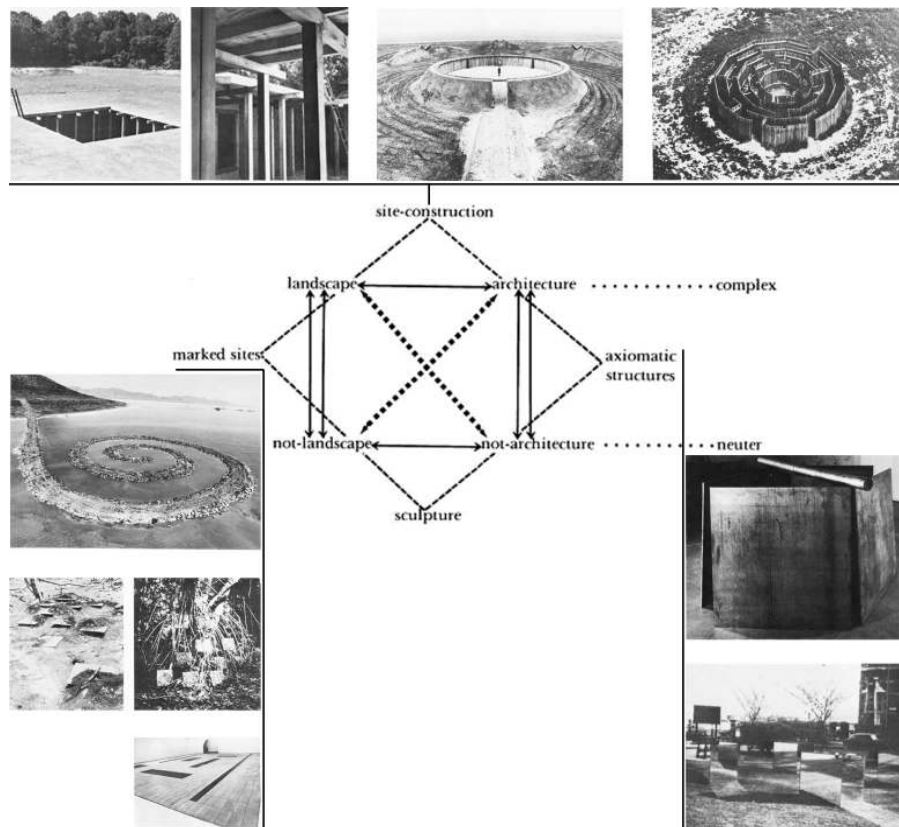 site-construction
landscape architecture complex
marked sites axiomatic
structures
not-landscape not-architecture neuter
sculpture